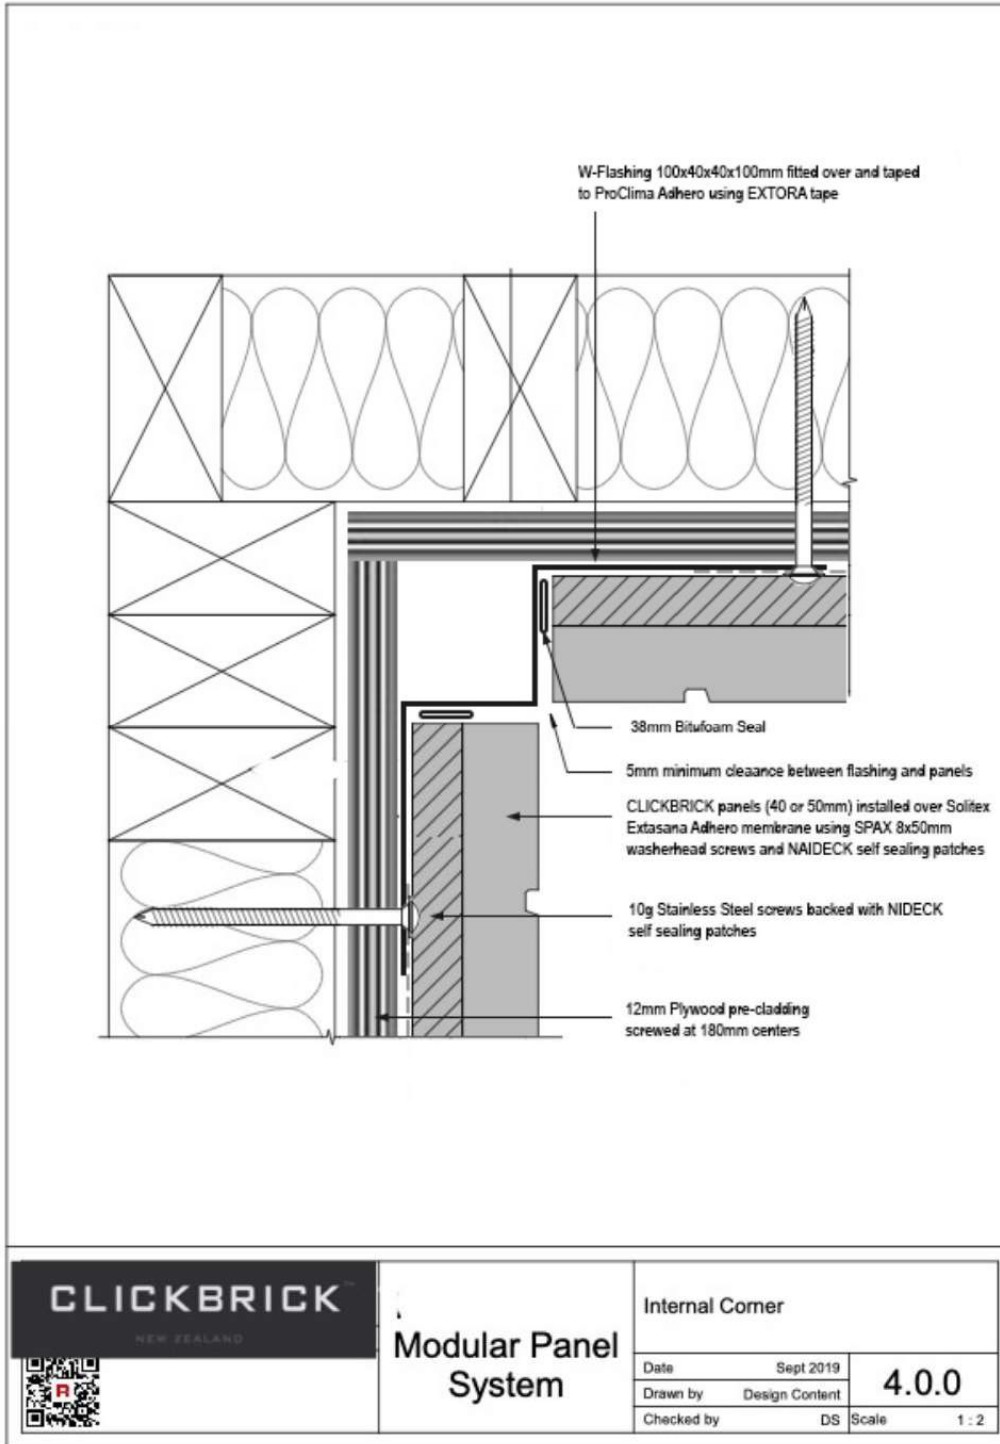 W-Flashing 100x40x40x100mm fitted over and taped
to ProClima Adhero using EXTORA tape
38mm Bitufoam Seal
5mm minimum cleaance between flashing and panels
CLICKBRICK panels (40 or 50mm) installed over Solitex
Extasana Adhero membrane using SPAX 8x50mm
washerhead screws and NAIDECK self sealing patches
10g Stainless Steel screws backed with NIDECK
self sealing patches
12mm Plywood pre-cladding
screwed at 180mm centers
CLICKBRICK
NEW ZEALAND
R
Modular Panel
System
Internal Corner
Date Sept 2019
Drawn by Design Content
Checked by DS
4.0.0
Scale 1 : 2